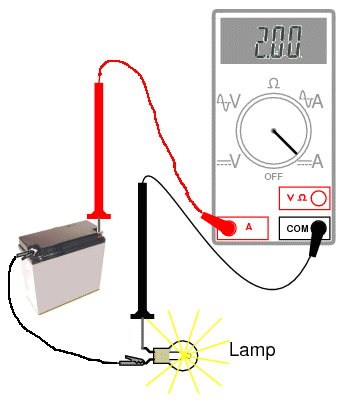 2.00
Ω
V A
V A
OFF
V Ω
A COM
Lamp